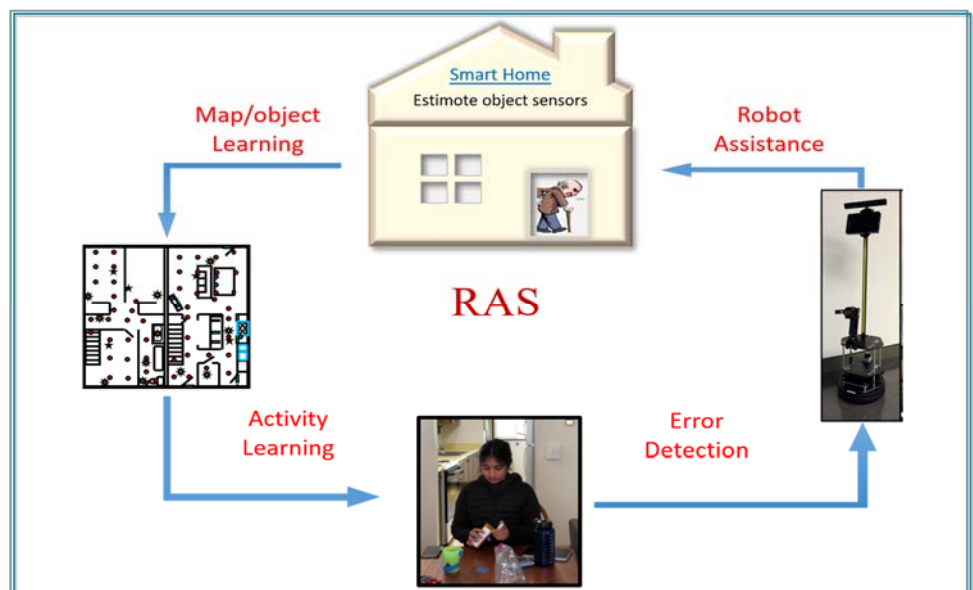 Smart Home
Estimote object sensors
Map/object
Learning
Robot
Assistance
RAS
Activity
Learning
Error
Detection